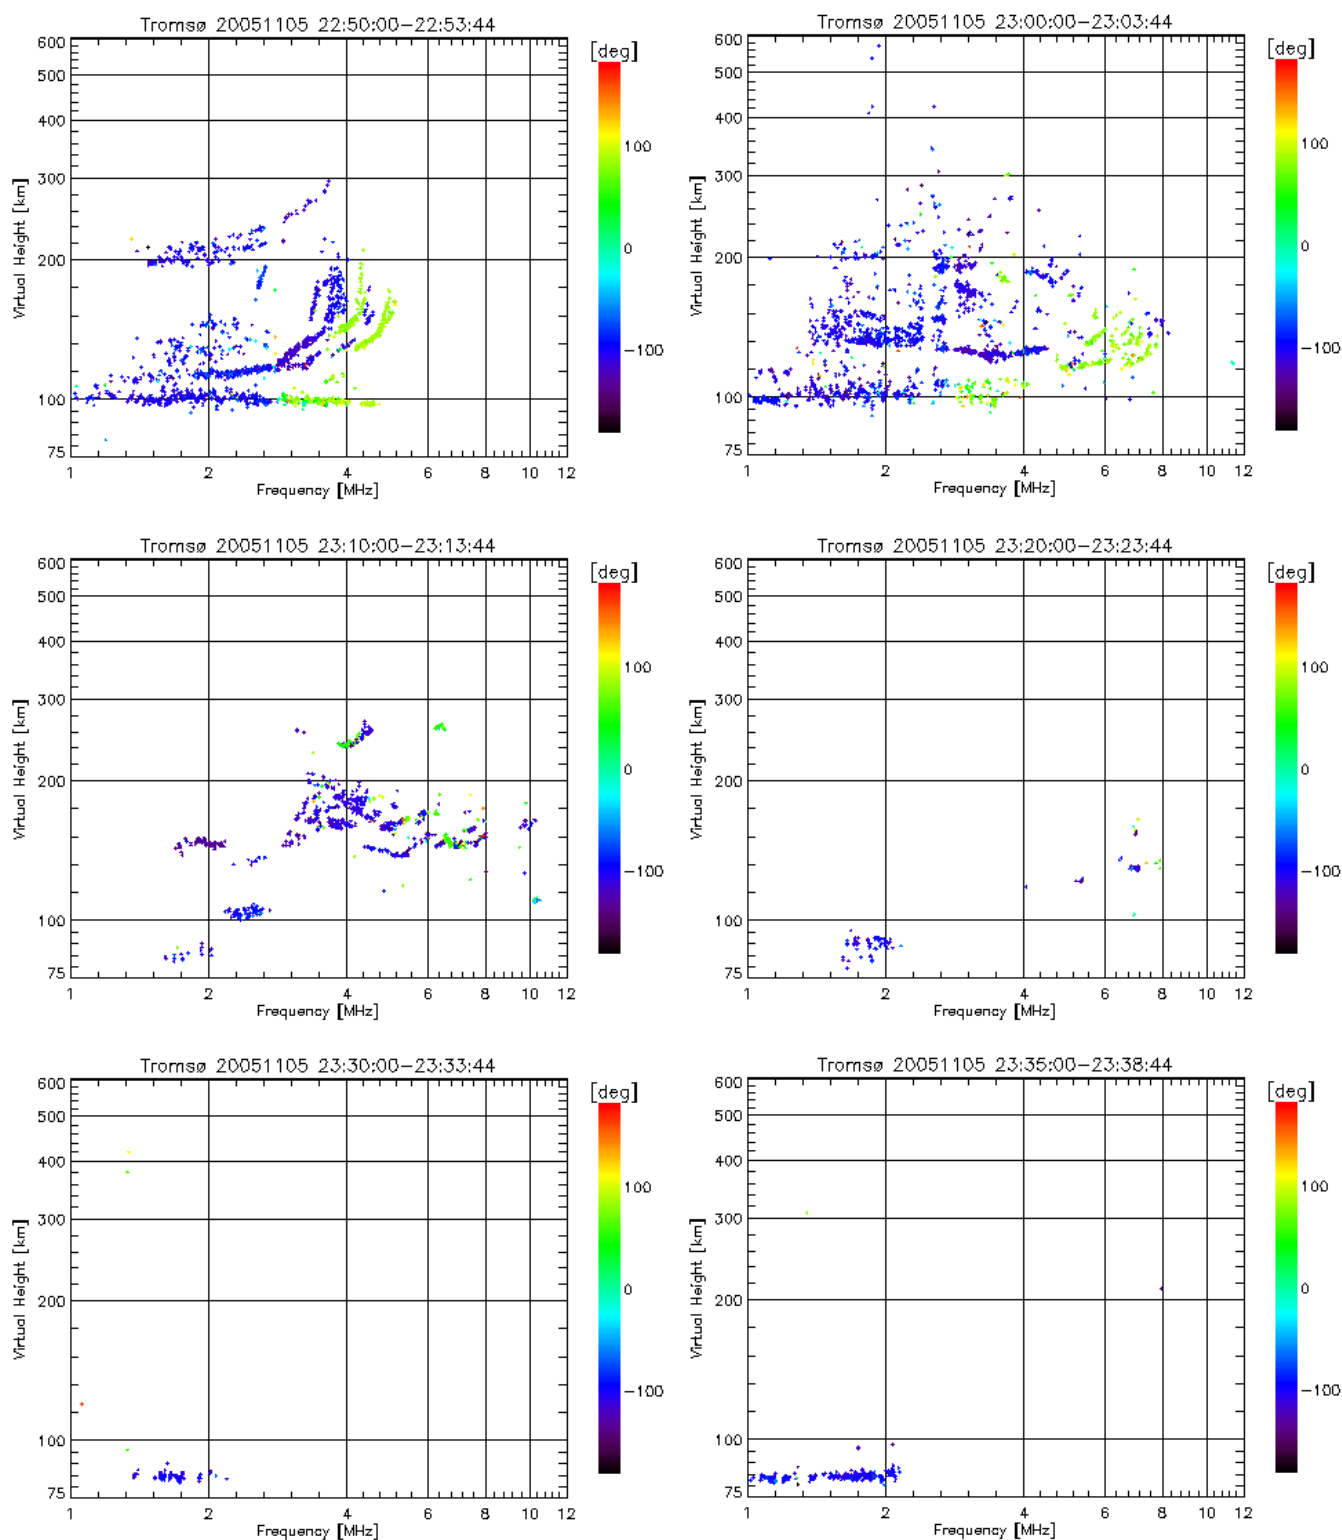 Tromsø 20051105 22:50:00-22:53:44
[deg]
600
500
400
300
200
100
75
Virtual Height [km]
1 2 4 6 8 10 12
Frequency [MHz]
100
0
-100
Tromsø 20051105 23:00:00-23:03:44
[deg]
600
500
400
300
200
100
75
Virtual Height [km]
1 2 4 6 8 10 12
Frequency [MHz]
100
0
-100
Tromsø 20051105 23:10:00-23:13:44
[deg]
600
500
400
300
200
100
75
Virtual Height [km]
1 2 4 6 8 10 12
Frequency [MHz]
100
0
-100
Tromsø 20051105 23:20:00-23:23:44
[deg]
600
500
400
300
200
100
75
Virtual Height [km]
1 2 4 6 8 10 12
Frequency [MHz]
100
0
-100
Tromsø 20051105 23:30:00-23:33:44
[deg]
600
500
400
300
200
100
75
Virtual Height [km]
1 2 4 6 8 10 12
Frequency [MHz]
100
0
-100
Tromsø 20051105 23:35:00-23:38:44
[deg]
600
500
400
300
200
100
75
Virtual Height [km]
1 2 4 6 8 10 12
Frequency [MHz]
100
0
-100